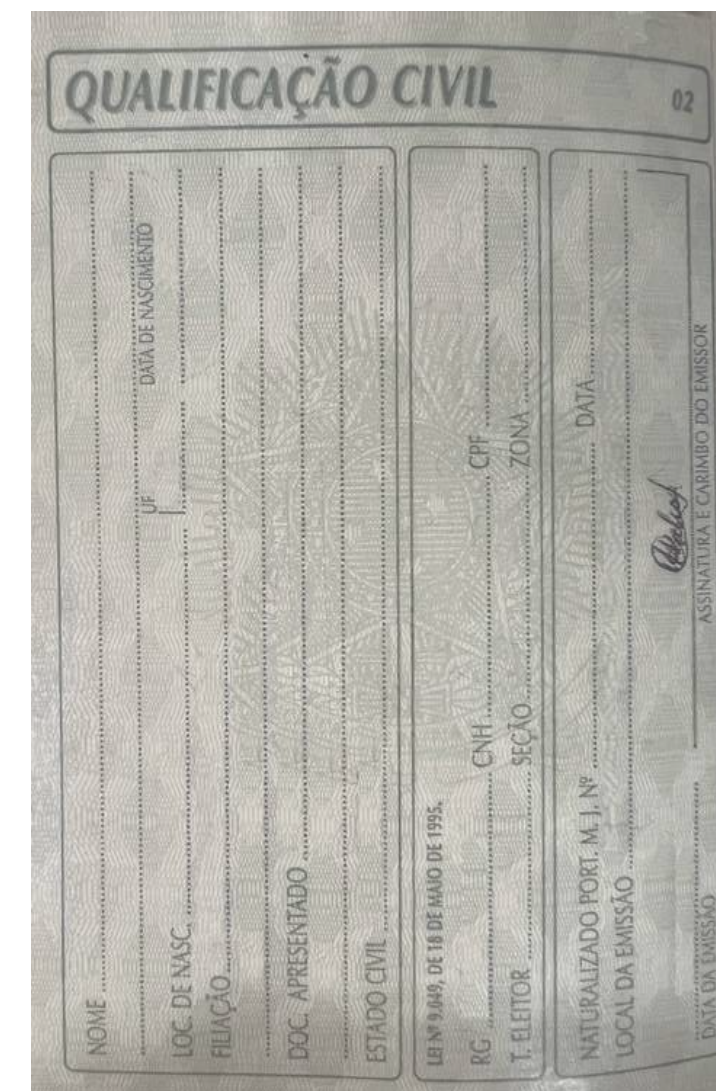 QUALIFICAÇÃO CIVIL 02
NOME
LOC. DE NASC. UF DATA DE NASCIMENTO
FILIAÇÃO
DOC. APRESENTADO
ESTADO CIVIL
LEI Nº 9.049, DE 18 DE MAIO DE 1995.
RG CNH CPF
T. ELEITOR SEÇÃO ZONA
NATURALIZADO PORT. M. J. Nº DATA
LOCAL DA EMISSÃO
DATA DA EMISSÃO ASSINATURA E CARIMBO DO EMISSOR